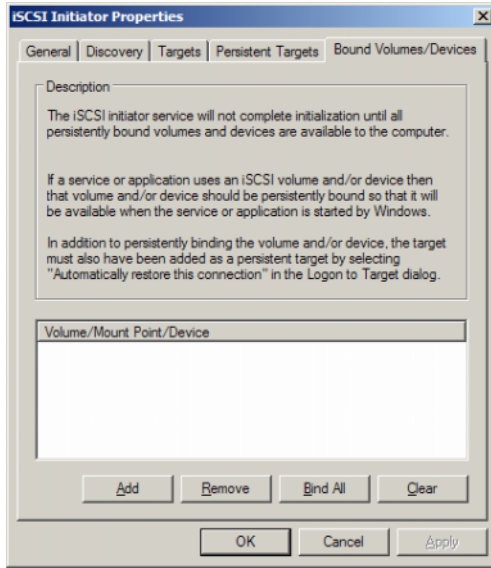 iSCSI Initiator Properties
General Discovery Targets Persistent Targets Bound Volumes/Devices
Description
The iSCSI initiator service will not complete initialization until all
persistently bound volumes and devices are available to the computer.
If a service or application uses an iSCSI volume and/or device then
that volume and/or device should be persistently bound so that it will
be available when the service or application is started by Windows.
In addition to persistently binding the volume and/or device, the target
must also have been added as a persistent target by selecting
"Automatically restore this connection" in the Logon to Target dialog.
Volume/Mount Point/Device
Add Remove Bind All Clear
OK Cancel Apply